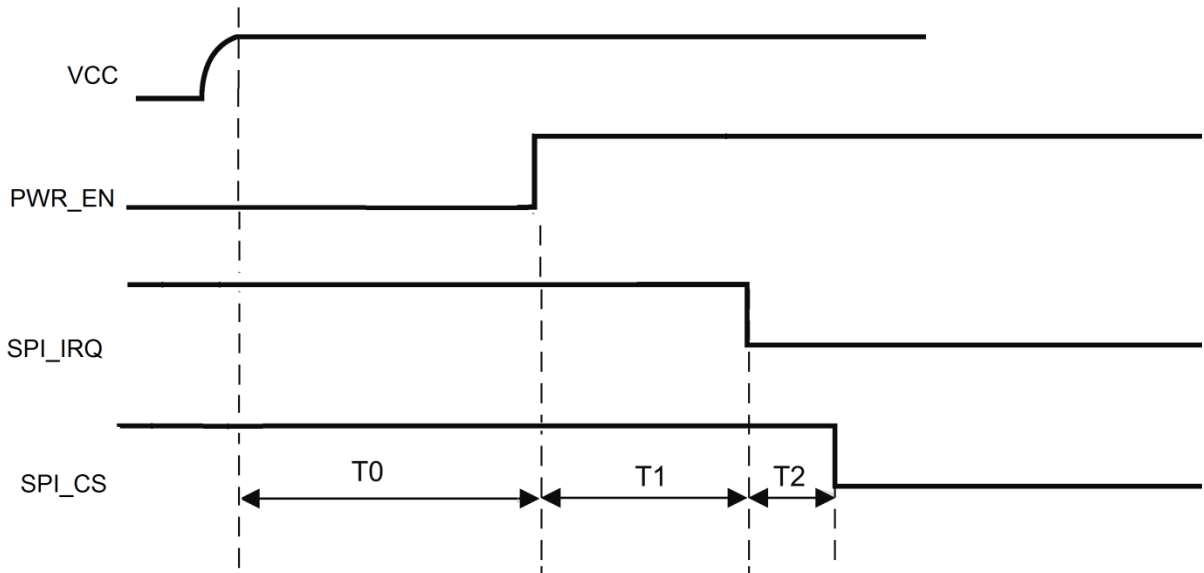 VCC
PWR_EN
SPI_IRQ
SPI_CS
T0
T1
T2